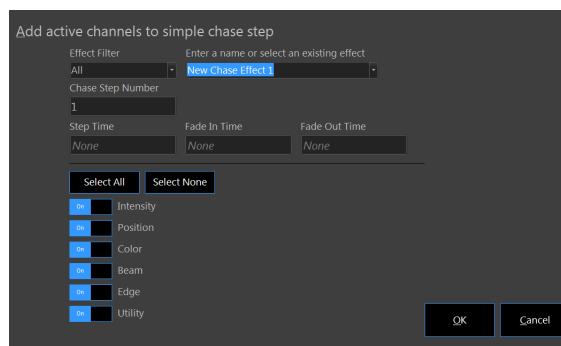 Add active channels to simple chase step
Effect Filter Enter a name or select an existing effect
All New Chase Effect 1
Chase Step Number
1
Step Time Fade In Time Fade Out Time
None None None
Select All Select None
On Intensity
On Position
On Color
On Beam
On Edge
On Utility
OK Cancel